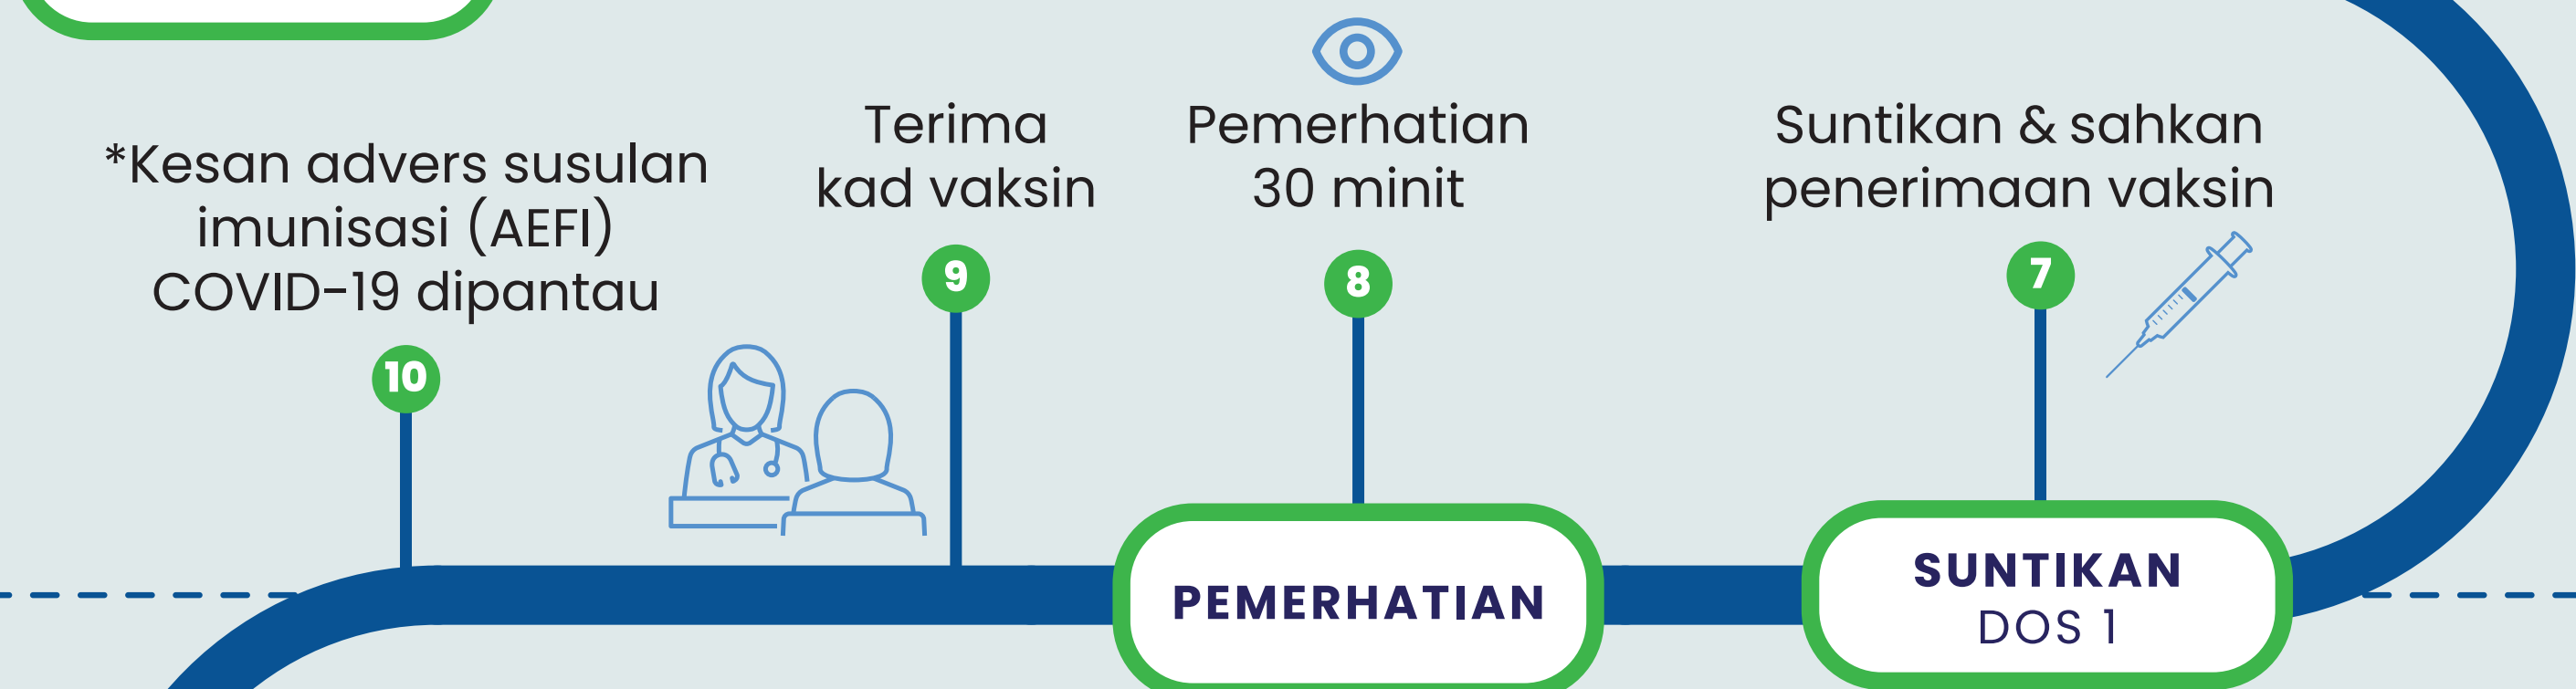 *Kesan advers susulan
imunisasi (AEFI)
COVID-19 dipantau
10
Terima
kad vaksin
9
Pemerhatian
30 minit
8
Suntikan & sahkan
penerimaan vaksin
7
PEMERHATIAN
SUNTIKAN
DOS 1